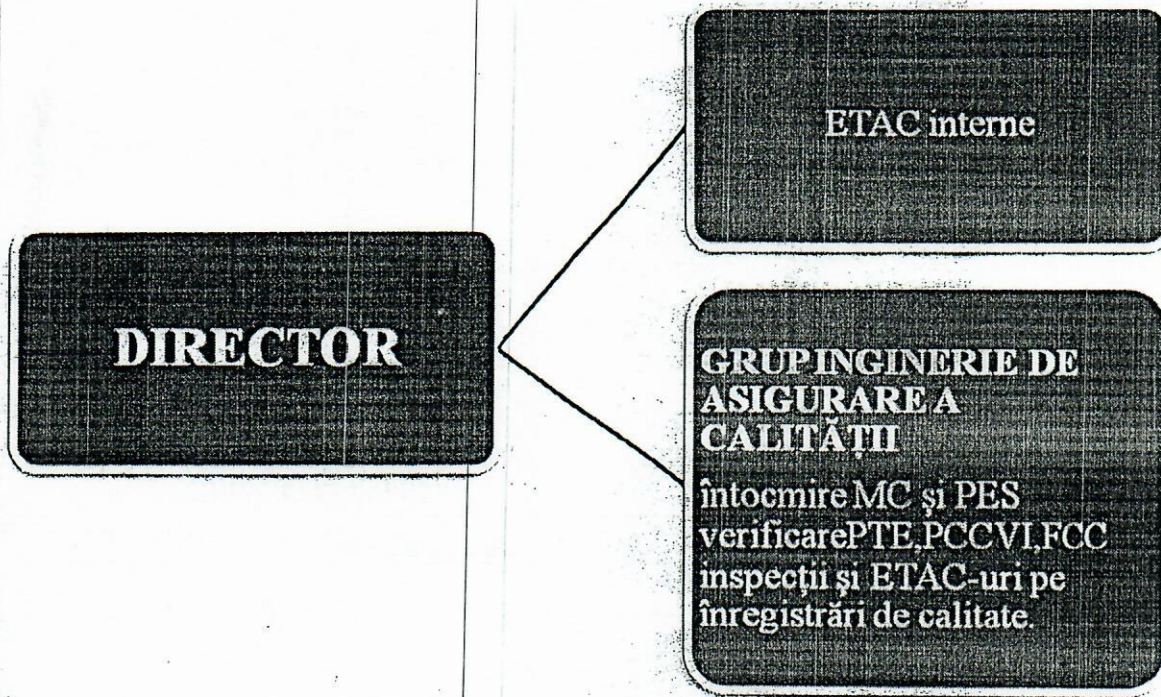 ETAC interne
DIRECTOR
GRUP INGINERIE DE
ASIGURARE A
CALITĂȚII
întocmire MC și PES
verificarePTE,PCCVI,FCC
inspecții și ETAC-uri pe
înregistrări de calitate.